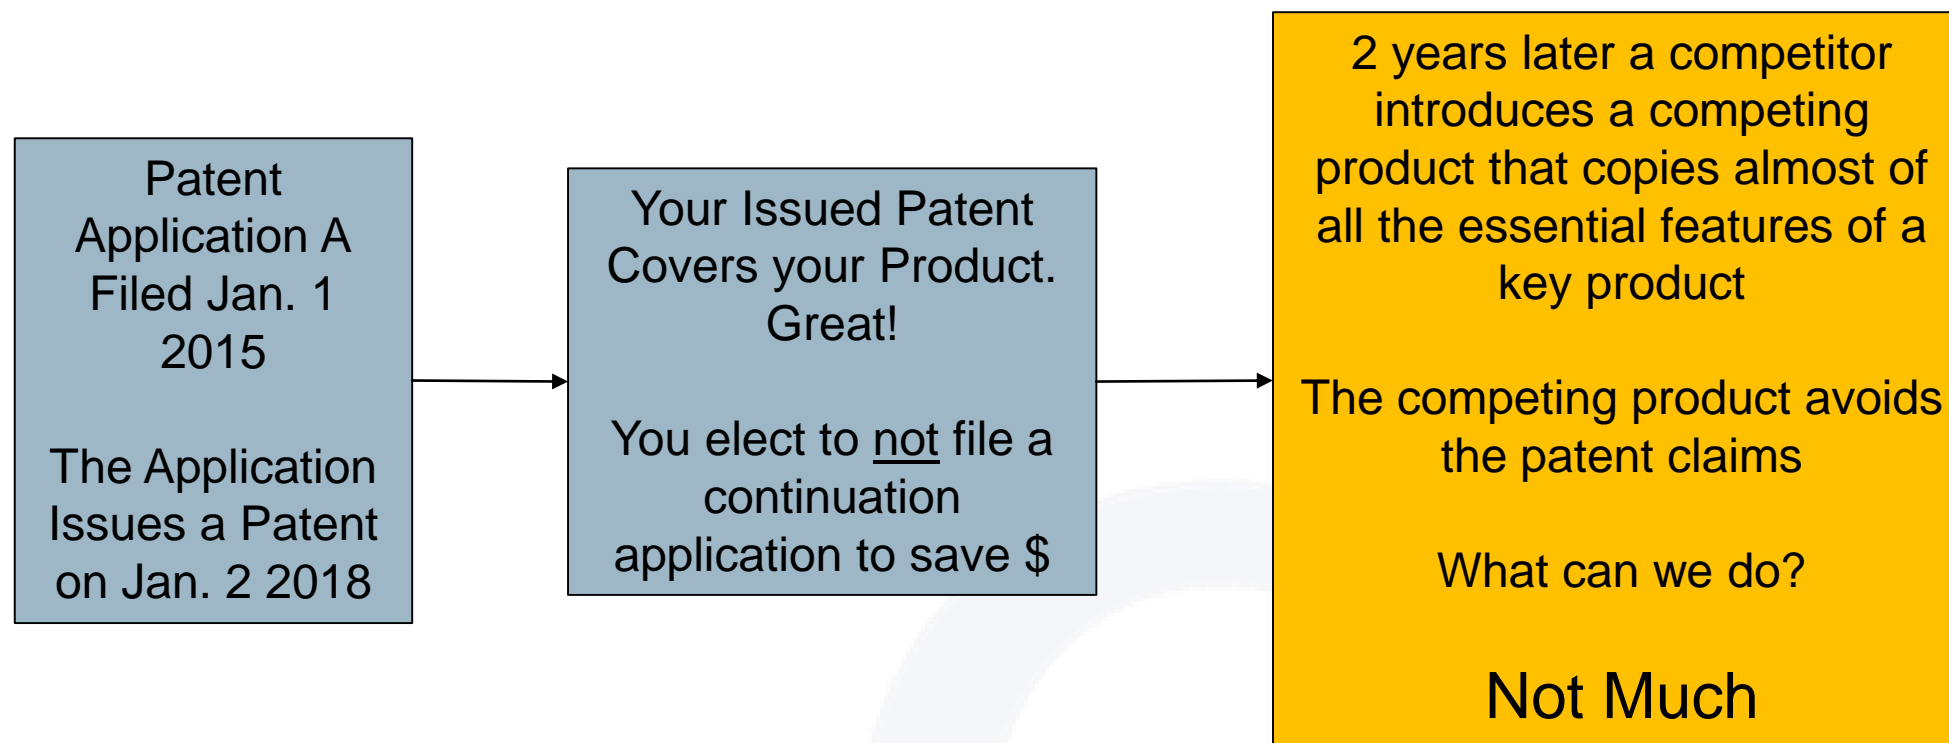 Patent
Application A
Filed Jan. 1
2015
The Application
Issues a Patent
on Jan. 2 2018
Your Issued Patent
Covers your Product.
Great!
You elect to not file a
continuation
application to save $
2 years later a competitor
introduces a competing
product that copies almost of
all the essential features of a
key product
The competing product avoids
the patent claims
What can we do?
Not Much